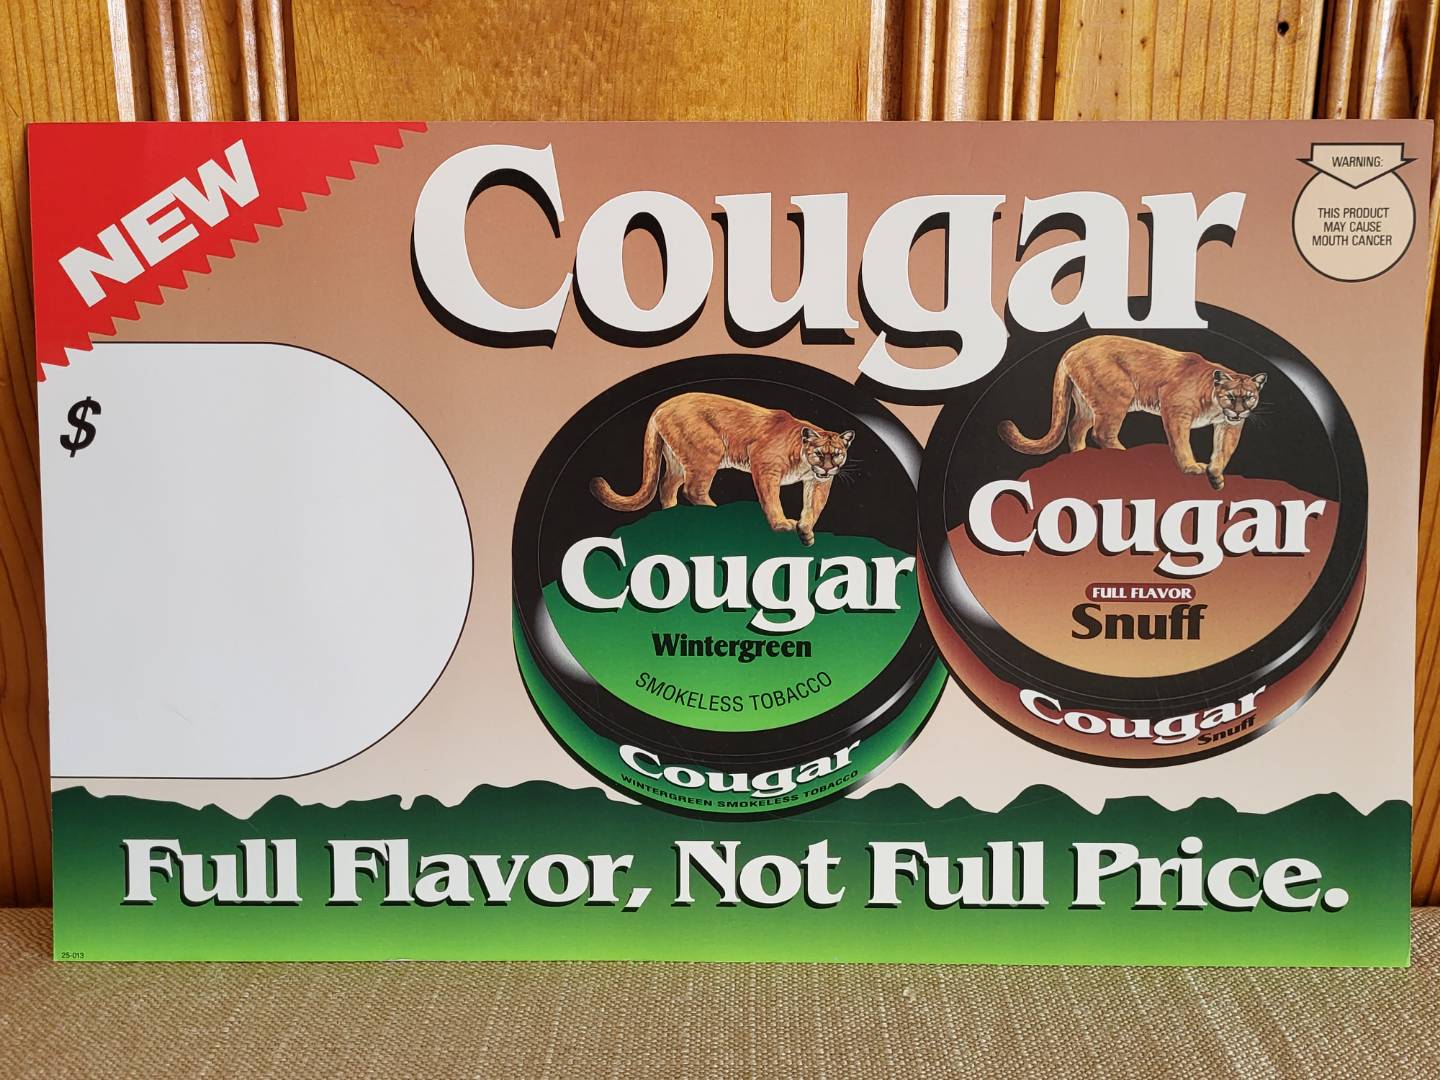 NEW
Cougar
WARNING:
THIS PRODUCT
MAY CAUSE
MOUTH CANCER
$
Cougar
Wintergreen
SMOKELESS TOBACCO
Cougar
WINTERGREEN SMOKELESS TOBACCO
Cougar
FULL FLAVOR
Snuff
Cougar
Snuff
Full Flavor, Not Full Price.
25-013